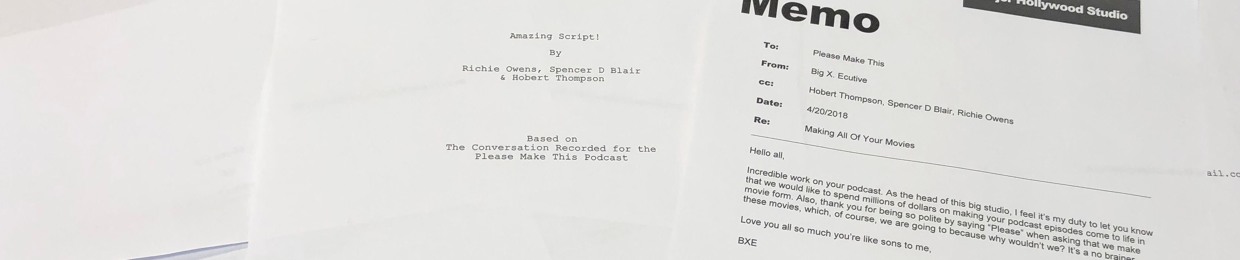 Amazing Script!
By
Richie Owens, Spencer D Blair
& Hobert Thompson
Based on
The Conversation Recorded for the
Please Make This Podcast
Hollywood Studio
Memo
To: Please Make This
From: Big X. Ecutive
cc: Hobert Thompson, Spencer D Blair, Richie Owens
Date: 4/20/2018
Re: Making All Of Your Movies
Hello all,
Incredible work on your podcast. As the head of this big studio, I feel it's my duty to let you know
that we would like to spend millions of dollars on making your podcast episodes come to life in
movie form. Also, thank you for being so polite by saying "Please" when asking that we make
these movies, which, of course, we are going to because why wouldn't we? It's a no brainer
Love you all so much you're like sons to me,
BXE
ail.co